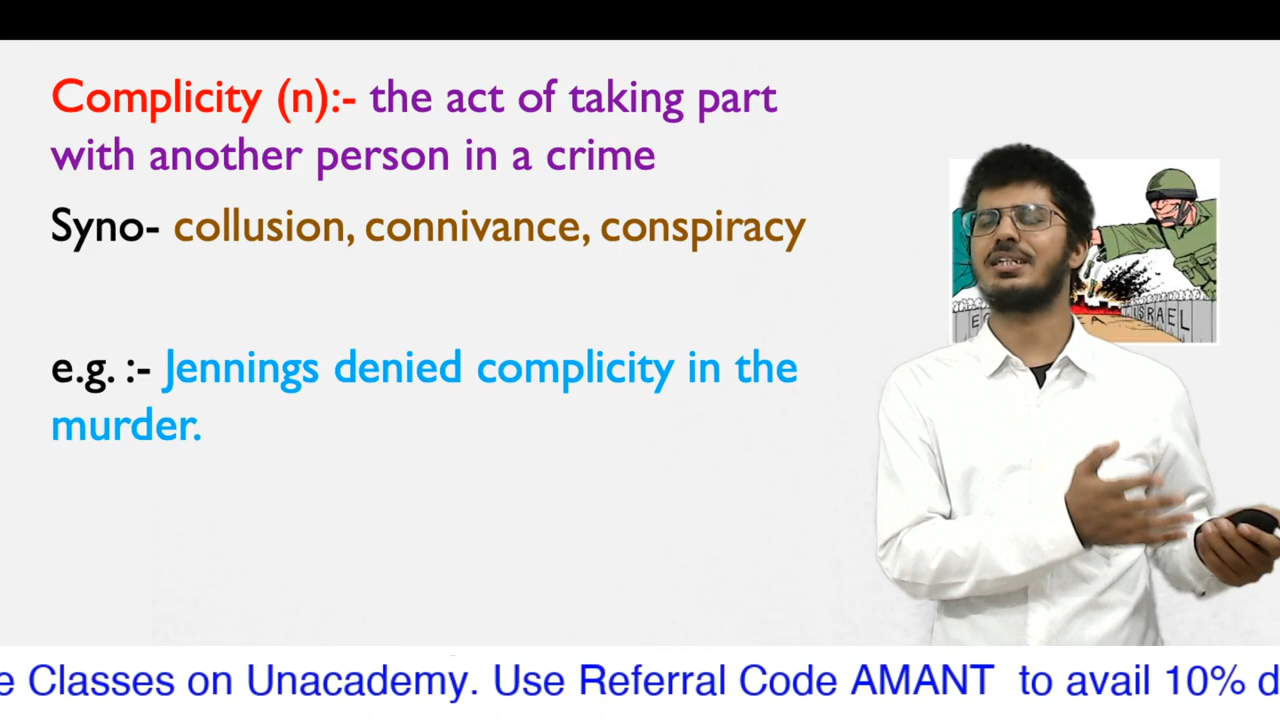 Complicity (n):- the act of taking part
with another person in a crime
Syno- collusion, connivance, conspiracy
e.g. :- Jennings denied complicity in the
murder.
ISRAEL
e Classes on Unacademy. Use Referral Code AMANT to avail 10% d